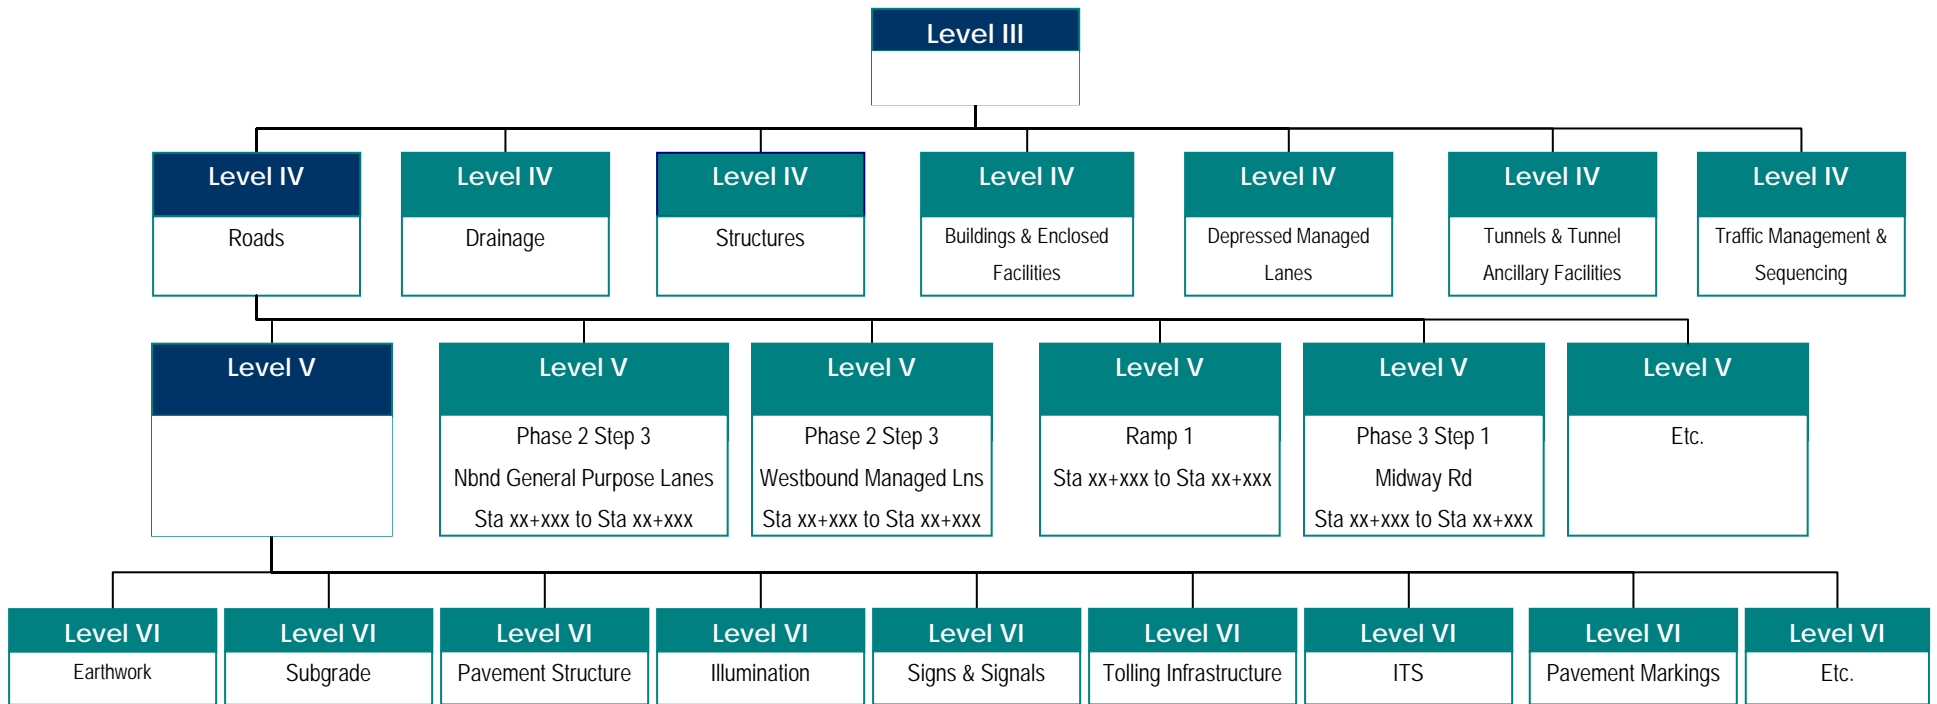 Level III
Level IV
Level IV
Level IV
Level IV
Level IV
Level IV
Level IV
Roads
Drainage
Structures
Buildings & Enclosed
Facilities
Depressed Managed
Lanes
Tunnels & Tunnel
Ancillary Facilities
Traffic Management &
Sequencing
Level V
Level V
Level V
Level V
Level V
Level V
Phase 2 Step 3
Nbnd General Purpose Lanes
Sta xx+xxx to Sta xx+xxx
Phase 2 Step 3
Westbound Managed Lns
Sta xx+xxx to Sta xx+xxx
Ramp 1
Sta xx+xxx to Sta xx+xxx
Phase 3 Step 1
Midway Rd
Sta xx+xxx to Sta xx+xxx
Etc.
Level VI
Level VI
Level VI
Level VI
Level VI
Level VI
Level VI
Level VI
Level VI
Earthwork
Subgrade
Pavement Structure
Illumination
Signs & Signals
Tolling Infrastructure
ITS
Pavement Markings
Etc.